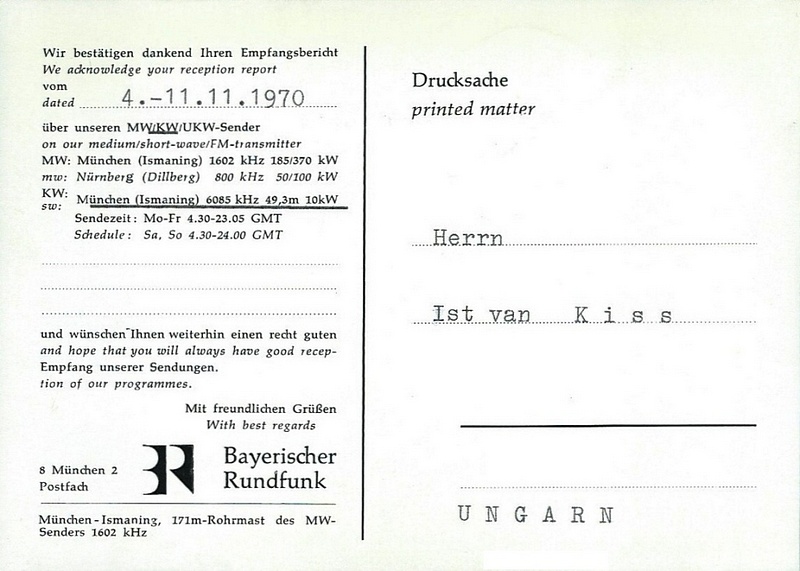 Wir bestätigen dankend Ihren Empfangsbericht
We acknowledge your reception report
vom
dated 4.-11.11.1970
über unseren MW/KW/UKW-Sender
on our medium/short-wave/FM-transmitter
MW: München (Ismaning) 1602 kHz 185/370 kW
mw: Nürnberg (Dillberg) 800 kHz 50/100 kW
KW:
sw: München (Ismaning) 6085 kHz 49,3m 10kW
Sendezeit: Mo-Fr 4.30-23.05 GMT
Schedule: Sa, So 4.30-24.00 GMT
und wünschen Ihnen weiterhin einen recht guten
and hope that you will always have good recep-
Empfang unserer Sendungen.
tion of our programmes.
Mit freundlichen Grüßen
With best regards
8 München 2
Postfach
BR
Bayerischer
Rundfunk
München-Ismaning, 171m-Rohrmast des MW-
Senders 1602 kHz
Drucksache
printed matter
Herrn
Ist van K i s s
U N G A R N